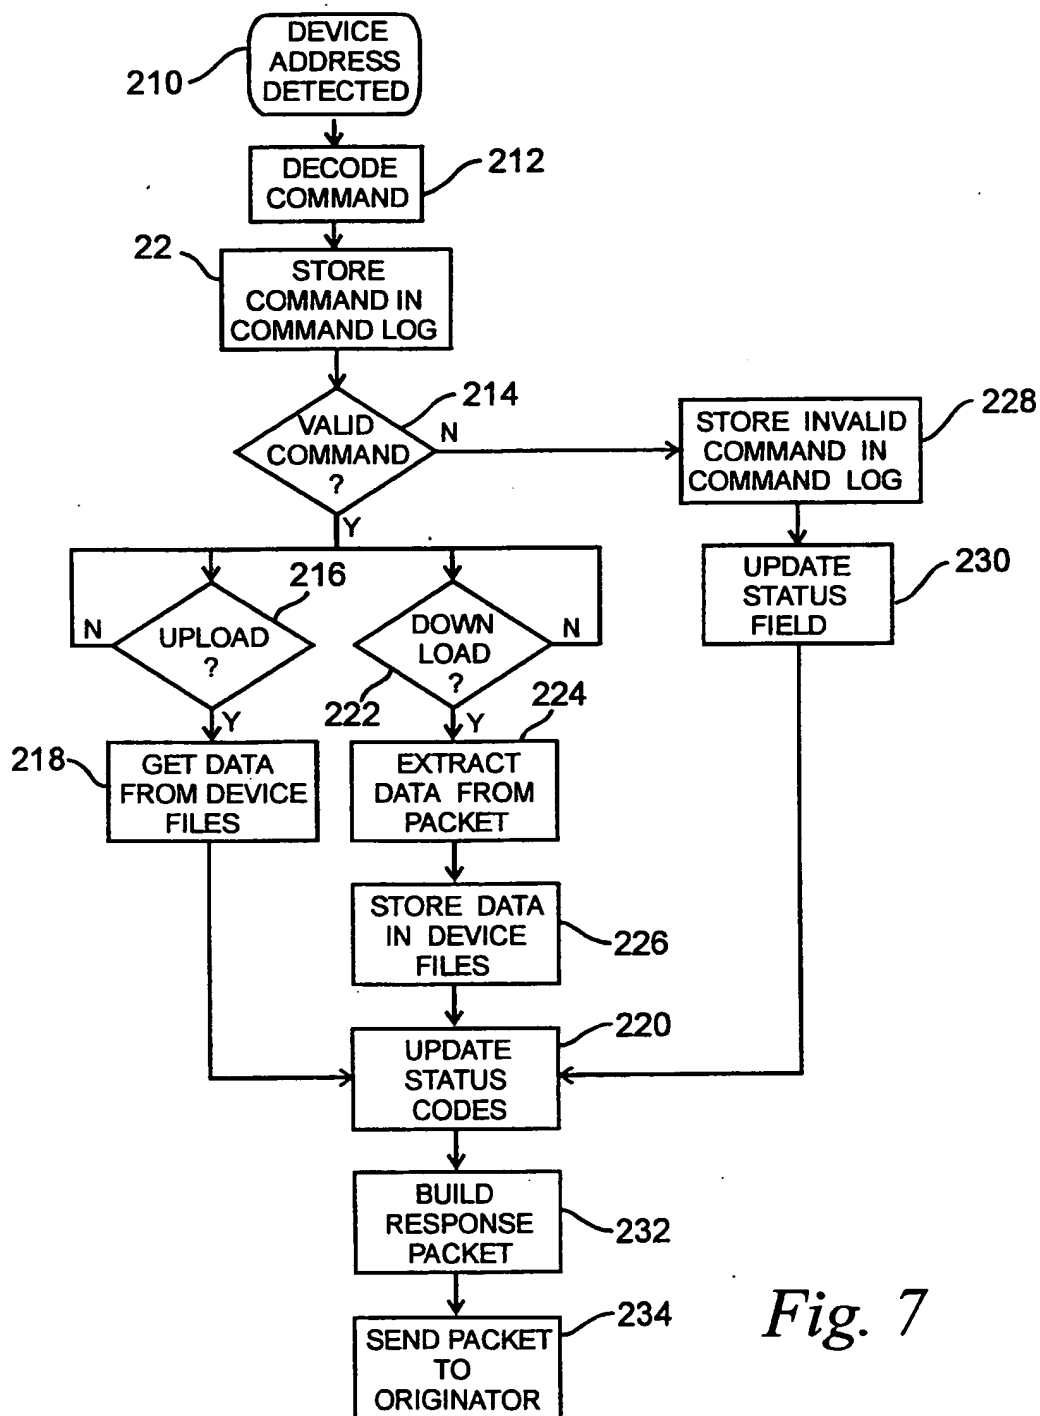 DEVICE
ADDRESS
DETECTED
210
DECODE
COMMAND
212
22
STORE
COMMAND IN
COMMAND LOG
VALID
COMMAND
?
214
N
Y
STORE INVALID
COMMAND IN
COMMAND LOG
228
UPDATE
STATUS
FIELD
230
UPLOAD
?
216
N
Y
DOWN
LOAD
?
222
N
Y
218
GET DATA
FROM DEVICE
FILES
EXTRACT
DATA FROM
PACKET
224
STORE DATA
IN DEVICE
FILES
226
UPDATE
STATUS
CODES
220
BUILD
RESPONSE
PACKET
232
SEND PACKET
TO
ORIGINATOR
234
Fig. 7